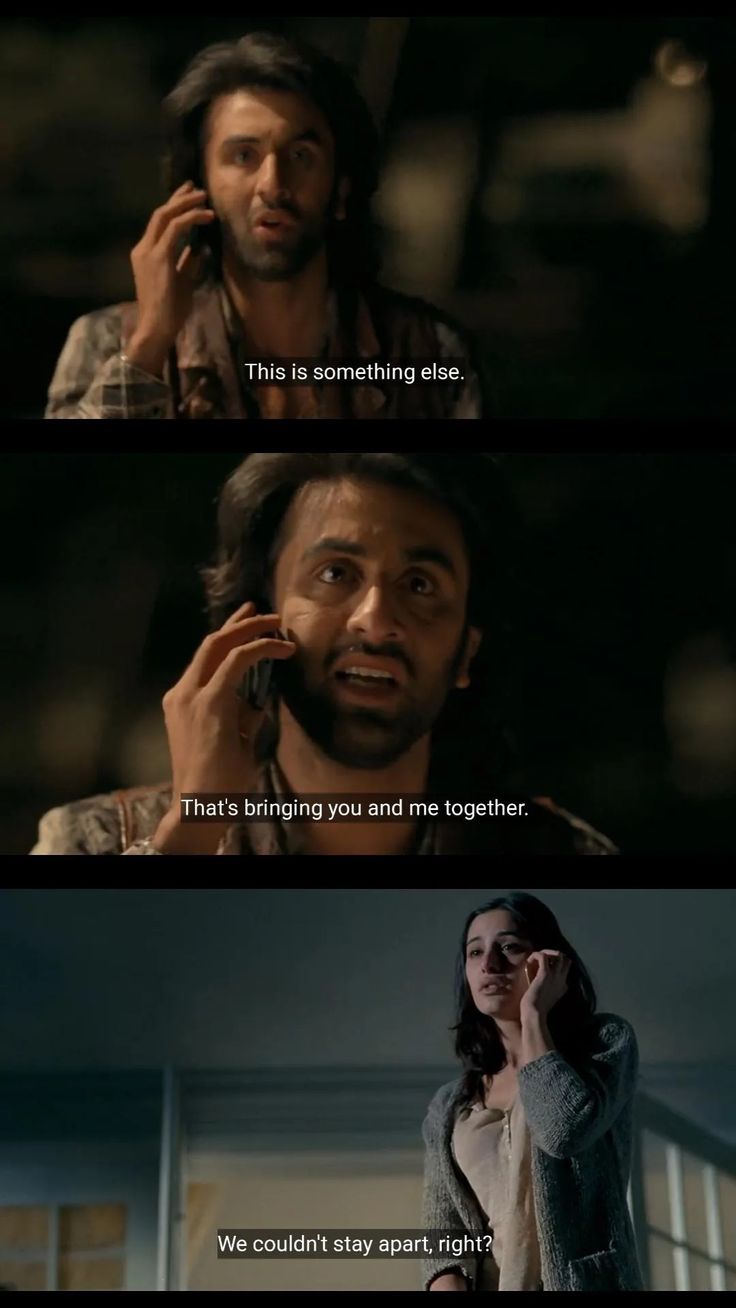 This is something else.
That's bringing you and me together.
We couldn't stay apart, right?